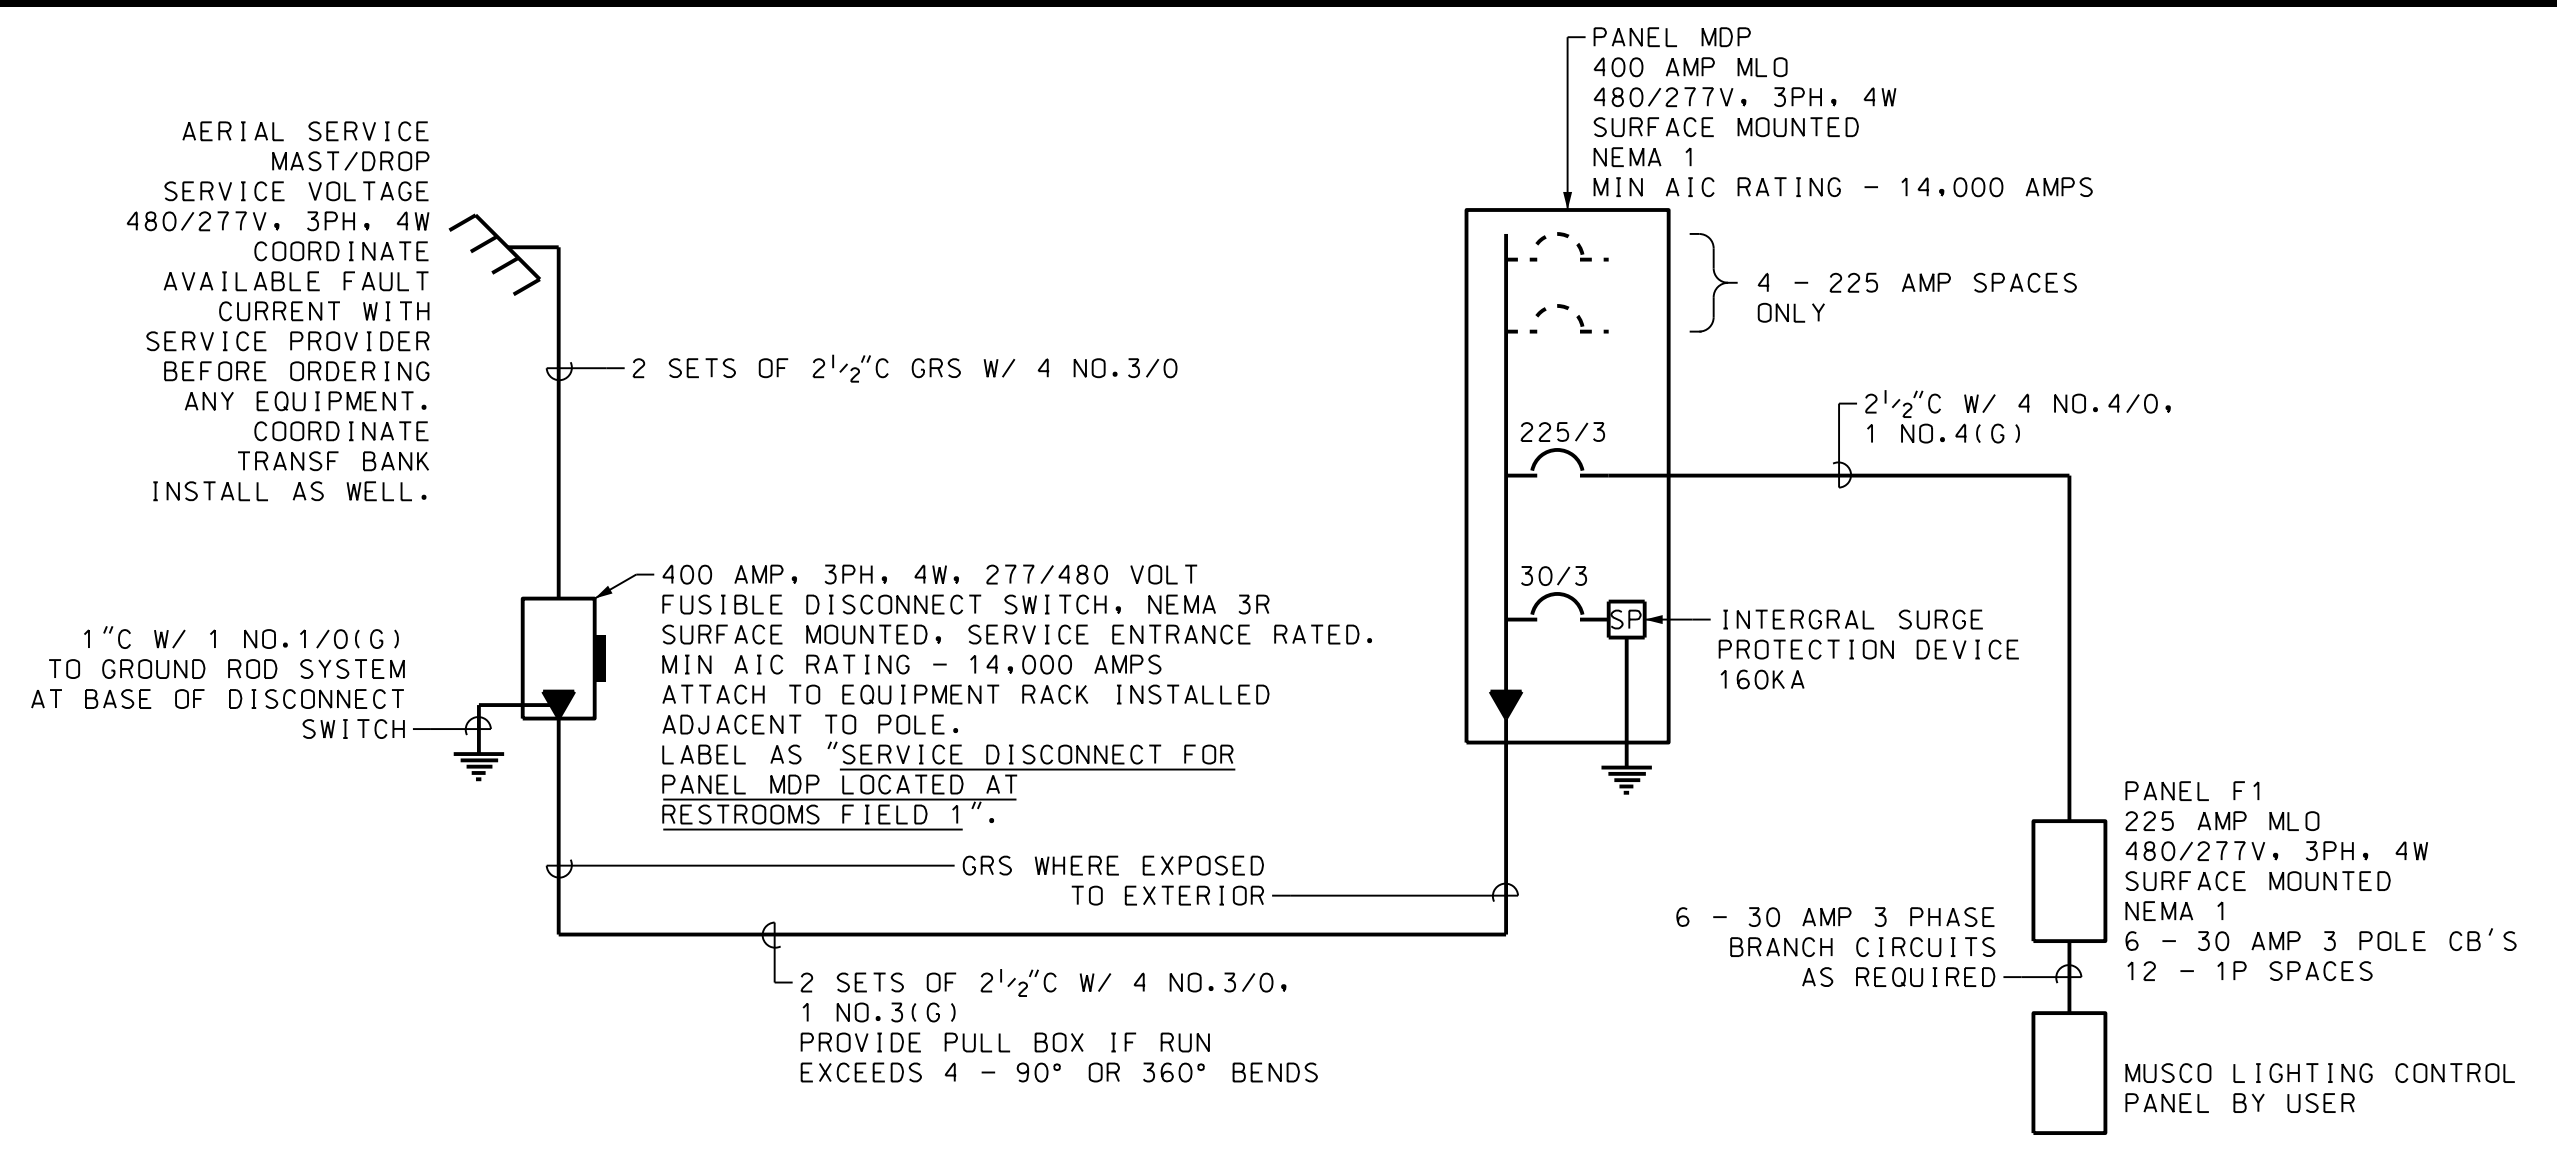 PANEL MDP
400 AMP MLO
480/277V, 3PH, 4W
SURFACE MOUNTED
NEMA 1
MIN AIC RATING - 14,000 AMPS
AERIAL SERVICE
MAST/DROP
SERVICE VOLTAGE
480/277V, 3PH, 4W
COORDINATE
AVAILABLE FAULT
CURRENT WITH
SERVICE PROVIDER
BEFORE ORDERING
ANY EQUIPMENT.
COORDINATE
TRANSF BANK
INSTALL AS WELL.
4 - 225 AMP SPACES
ONLY
2 SETS OF 2½"C GRS W/ 4 NO.3/0
2½"C W/ 4 NO.4/0,
1 NO.4(G)
225/3
30/3
SP
INTERGRAL SURGE
PROTECTION DEVICE
160KA
400 AMP, 3PH, 4W, 277/480 VOLT
FUSIBLE DISCONNECT SWITCH, NEMA 3R
SURFACE MOUNTED, SERVICE ENTRANCE RATED.
MIN AIC RATING - 14,000 AMPS
ATTACH TO EQUIPMENT RACK INSTALLED
ADJACENT TO POLE.
LABEL AS "SERVICE DISCONNECT FOR
PANEL MDP LOCATED AT
RESTROOMS FIELD 1".
1"C W/ 1 NO.1/0(G)
TO GROUND ROD SYSTEM
AT BASE OF DISCONNECT
SWITCH
GRS WHERE EXPOSED
TO EXTERIOR
2 SETS OF 2½"C W/ 4 NO.3/0,
1 NO.3(G)
PROVIDE PULL BOX IF RUN
EXCEEDS 4 - 90° OR 360° BENDS
PANEL F1
225 AMP MLO
480/277V, 3PH, 4W
SURFACE MOUNTED
NEMA 1
6 - 30 AMP 3 POLE CB'S
12 - 1P SPACES
6 - 30 AMP 3 PHASE
BRANCH CIRCUITS
AS REQUIRED
MUSCO LIGHTING CONTROL
PANEL BY USER